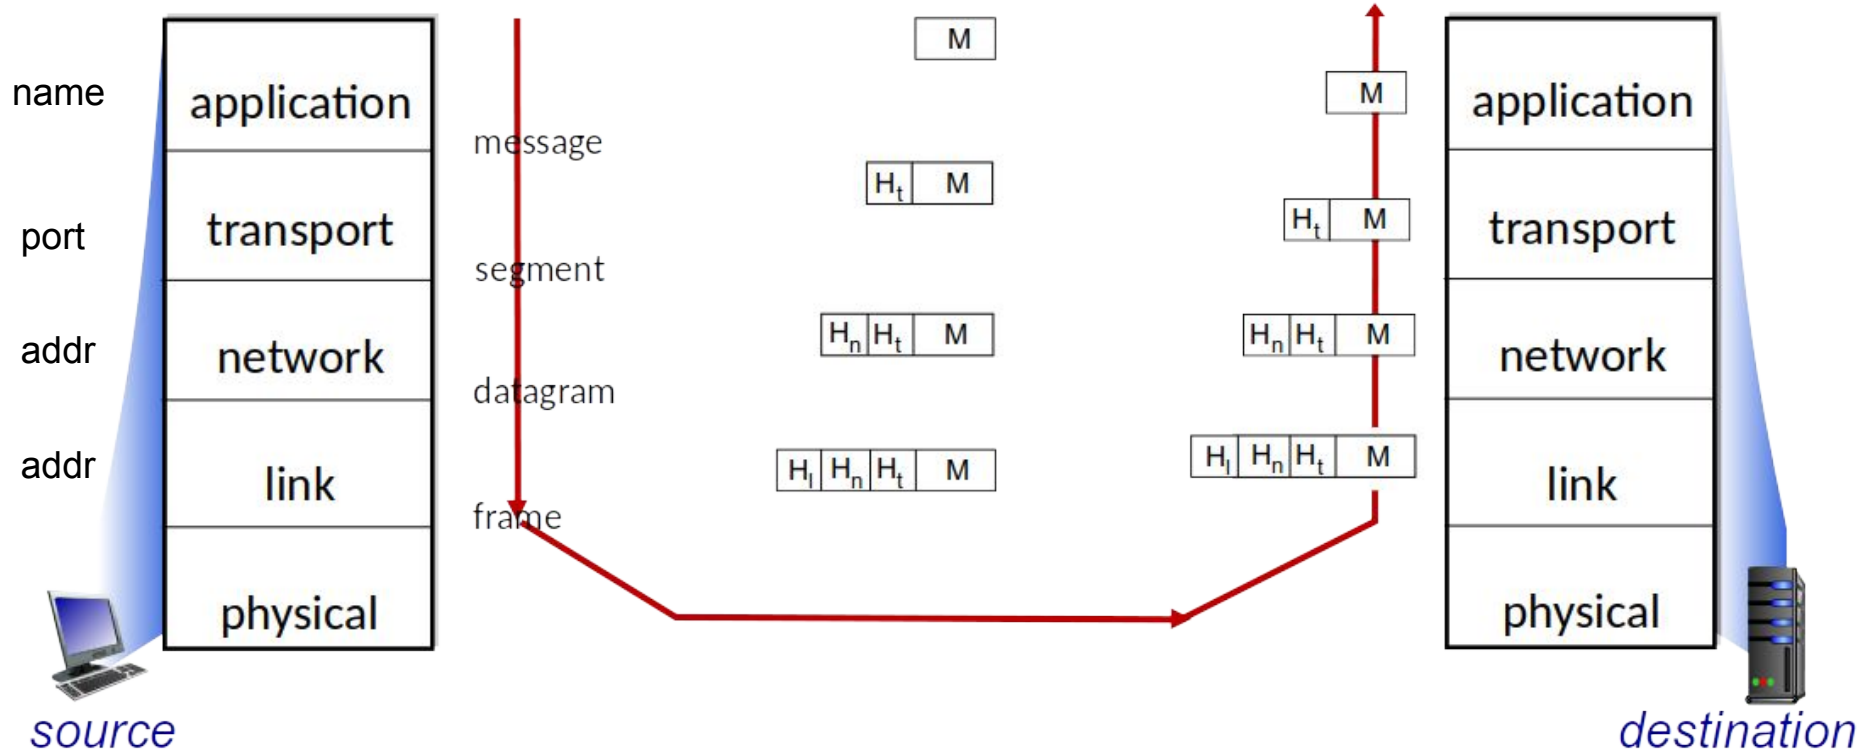 M
name
application
M
application
message
Ht M
port
transport
Ht M
transport
segment
Hn Ht M
addr
network
Hn Ht M
network
datagram
addr
link
Hl Hn Ht M
Hl Hn Ht M
link
frame
physical
physical
source
destination